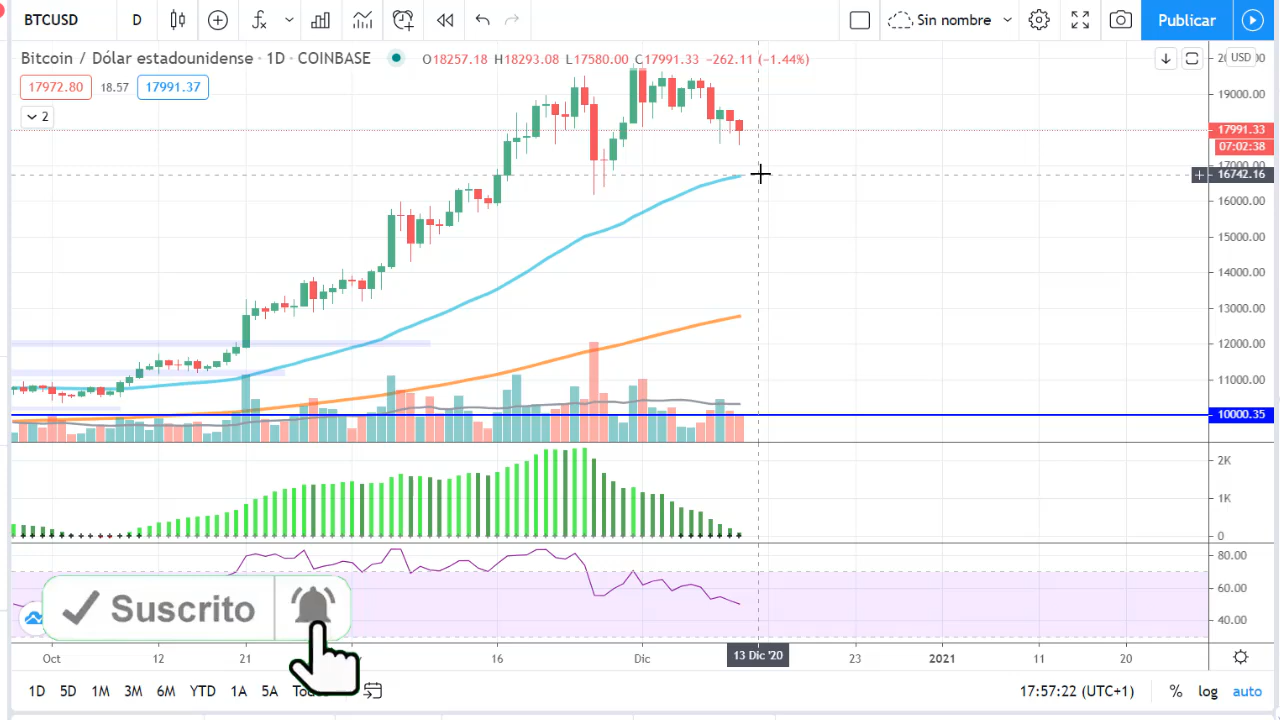 BTCUSD D Sin nombre Publicar
Bitcoin / Dólar estadounidense · 1D · COINBASE O18257.18 H18293.08 L17580.00 C17991.33 −262.11 (−1.44%)
USD
17972.80 18.57 17991.37
2
19000.00
17991.33
07:02:38
17000.00
16742.16
16000.00
15000.00
14000.00
13000.00
12000.00
11000.00
10000.35
2K
1K
0
80.00
60.00
40.00
Suscrito
Oct 12 21 16 Dic 13 Dic '20 23 2021 11 20
1D 5D 1M 3M 6M YTD 1A 5A 17:57:22 (UTC+1) % log auto